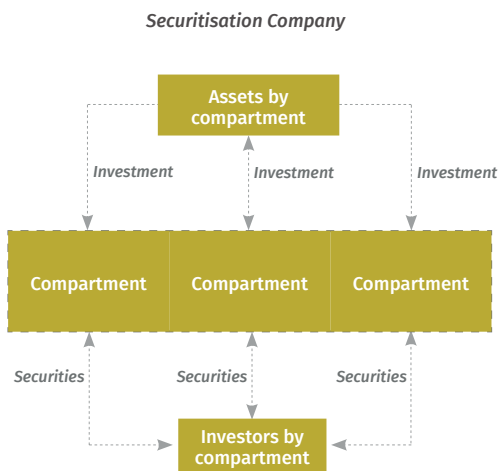 Securitisation Company
Assets by
compartment
Investment
Investment
Investment
Compartment
Compartment
Compartment
Securities
Securities
Securities
Investors by
compartment